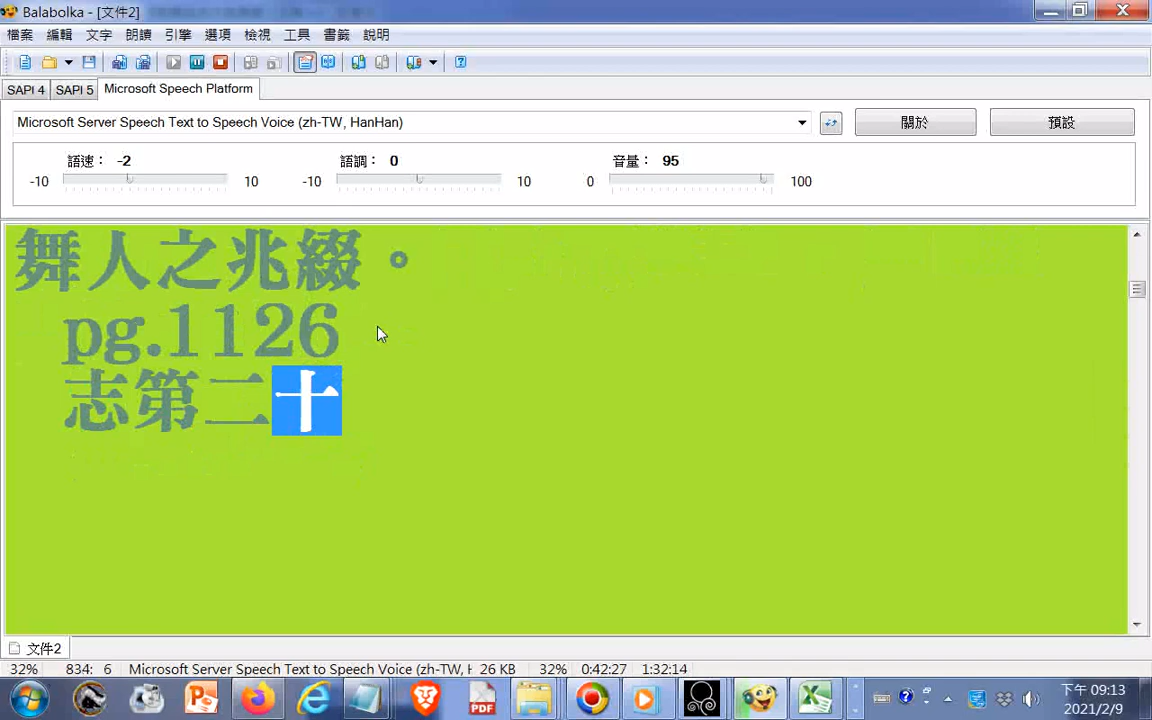 Balabolka - [文件2]
檔案 編輯 文字 朗讀 引擎 選項 檢視 工具 書籤 說明
SAPI 4 SAPI 5 Microsoft Speech Platform
Microsoft Server Speech Text to Speech Voice (zh-TW, HanHan)
關於 預設
語速： -2 語調： 0 音量： 95
-10 10 -10 10 0 100
舞人之兆綴。
pg.1126
志第二十
文件2
32% 834: 6 Microsoft Server Speech Text to Speech Voice (zh-TW, H 26 KB 32% 0:42:27 1:32:14
PDF
下午 09:13
2021/2/9